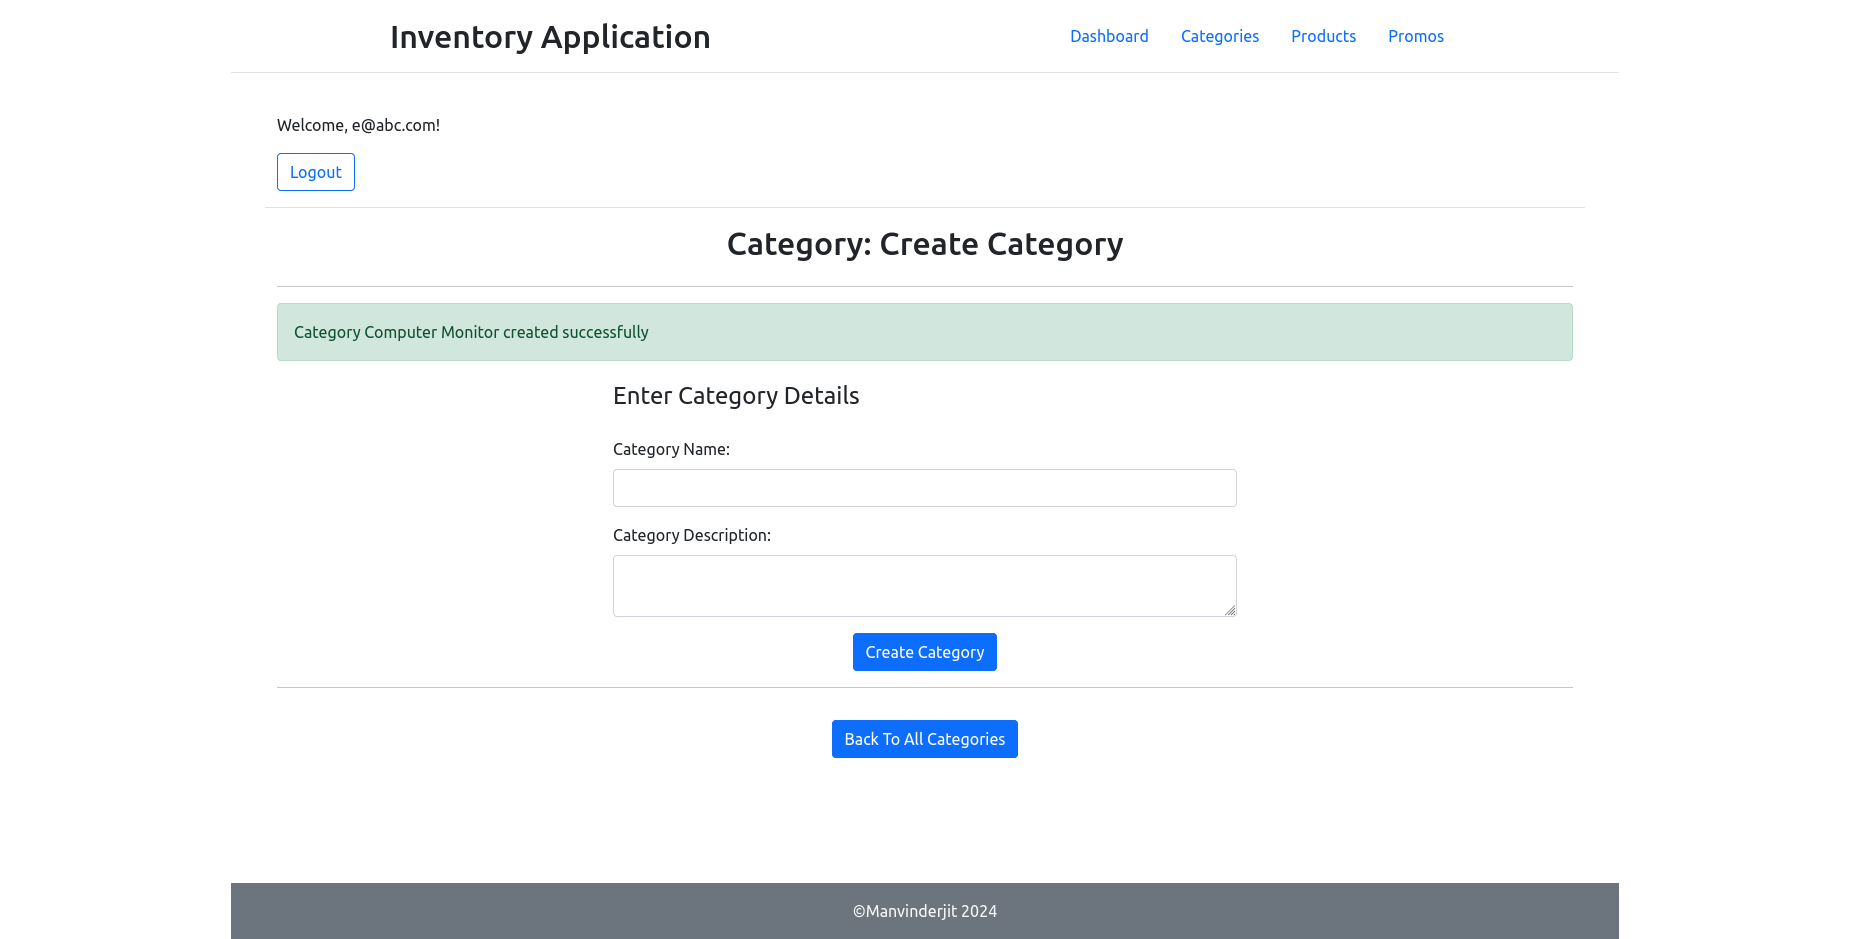 Inventory Application
Dashboard Categories Products Promos
Welcome, e@abc.com!
Logout
Category: Create Category
Category Computer Monitor created successfully
Enter Category Details
Category Name:
Category Description:
Create Category
Back To All Categories
©Manvinderjit 2024